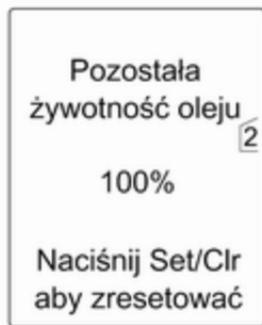 Pozostała
żywotność oleju
2
100%
Naciśnij Set/Clr
aby zresetować